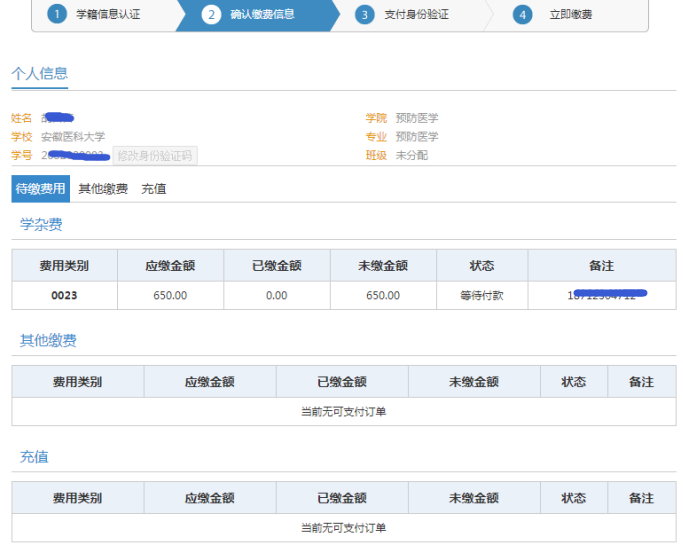 1 学籍信息认证 2 确认缴费信息 3 支付身份验证 4 立即缴费
个人信息
姓名 学院 预防医学
学校 安徽医科大学 专业 预防医学
学号 修改身份验证码 班级 未分配
待缴费用 其他缴费 充值
学杂费
费用类别 应缴金额 已缴金额 未缴金额 状态 备注
0023 650.00 0.00 650.00 等待付款
其他缴费
费用类别 应缴金额 已缴金额 未缴金额 状态 备注
当前无可支付订单
充值
费用类别 应缴金额 已缴金额 未缴金额 状态 备注
当前无可支付订单